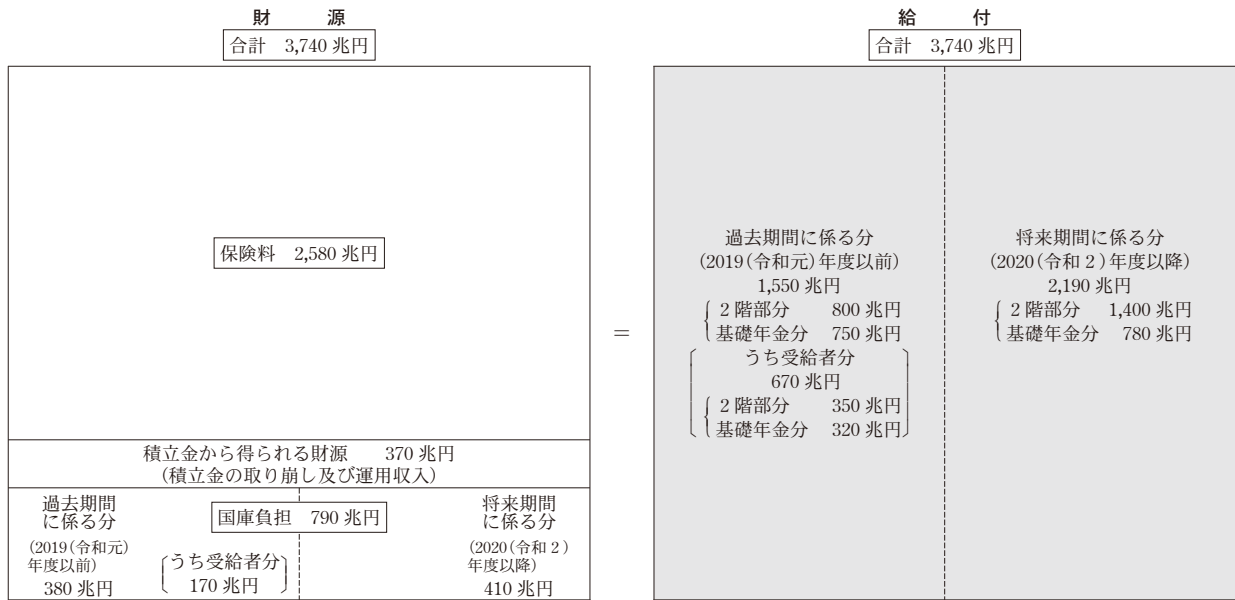 財 源
合計 3,740 兆円
保険料 2,580 兆円
積立金から得られる財源 370 兆円
(積立金の取り崩し及び運用収入)
過去期間
に係る分
(2019(令和元)
年度以前)
380 兆円
国庫負担 790 兆円
うち受給者分
170 兆円
将来期間
に係る分
(2020(令和2)
年度以降)
410 兆円
=
給 付
合計 3,740 兆円
過去期間に係る分
(2019(令和元)年度以前)
1,550 兆円
2階部分 800 兆円
基礎年金分 750 兆円
うち受給者分
670 兆円
2階部分 350 兆円
基礎年金分 320 兆円
将来期間に係る分
(2020(令和2)年度以降)
2,190 兆円
2階部分 1,400 兆円
基礎年金分 780 兆円